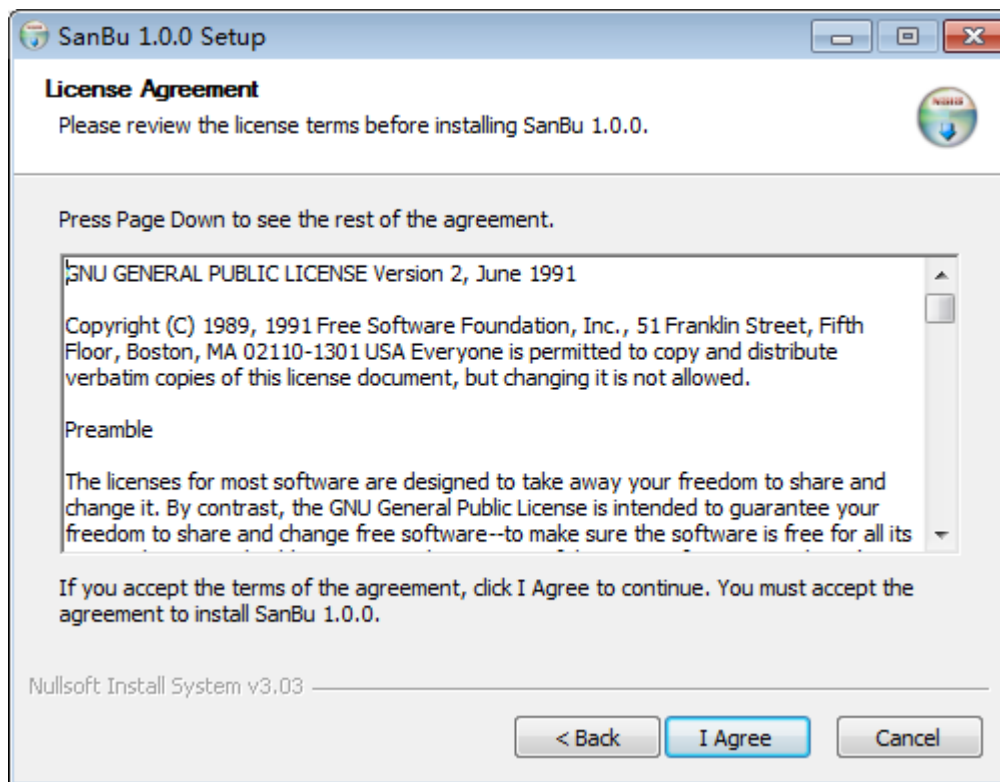 SanBu 1.0.0 Setup
License Agreement
Please review the license terms before installing SanBu 1.0.0.
Press Page Down to see the rest of the agreement.
GNU GENERAL PUBLIC LICENSE Version 2, June 1991
Copyright (C) 1989, 1991 Free Software Foundation, Inc., 51 Franklin Street, Fifth
Floor, Boston, MA 02110-1301 USA Everyone is permitted to copy and distribute
verbatim copies of this license document, but changing it is not allowed.
Preamble
The licenses for most software are designed to take away your freedom to share and
change it. By contrast, the GNU General Public License is intended to guarantee your
freedom to share and change free software--to make sure the software is free for all its
If you accept the terms of the agreement, click I Agree to continue. You must accept the
agreement to install SanBu 1.0.0.
Nullsoft Install System v3.03
< Back
I Agree
Cancel